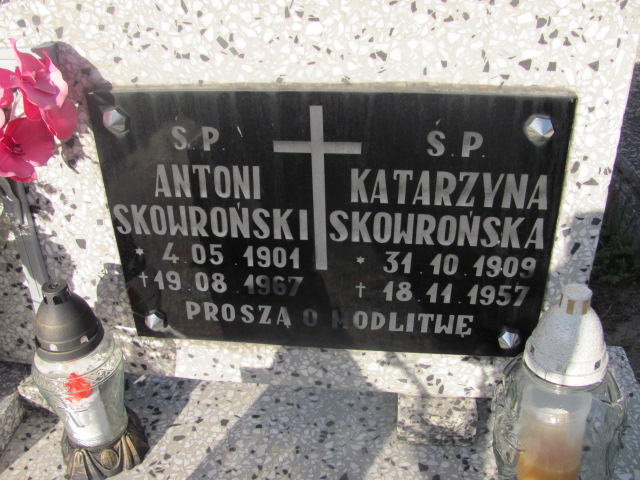 Ś.P.
ANTONI
SKOWROŃSKI
* 4.05.1901
† 19.08.1967
Ś.P.
KATARZYNA
SKOWROŃSKA
* 31.10.1909
† 18.11.1957
PROSZĄ O MODLITWĘ